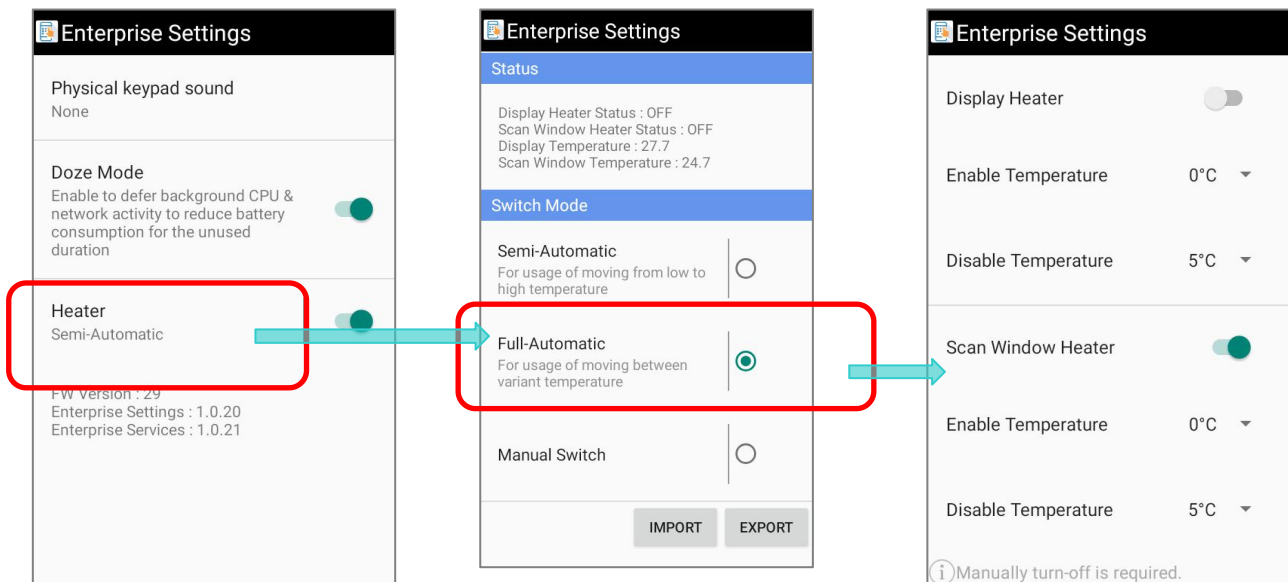 Enterprise Settings
Physical keypad sound
None
Doze Mode
Enable to defer background CPU &
network activity to reduce battery
consumption for the unused
duration
Heater
Semi-Automatic
FW Version : 29
Enterprise Settings : 1.0.20
Enterprise Services : 1.0.21
Enterprise Settings
Status
Display Heater Status : OFF
Scan Window Heater Status : OFF
Display Temperature : 27.7
Scan Window Temperature : 24.7
Switch Mode
Semi-Automatic
For usage of moving from low to
high temperature
Full-Automatic
For usage of moving between
variant temperature
Manual Switch
IMPORT EXPORT
Enterprise Settings
Display Heater
Enable Temperature 0°C
Disable Temperature 5°C
Scan Window Heater
Enable Temperature 0°C
Disable Temperature 5°C
Manually turn-off is required.